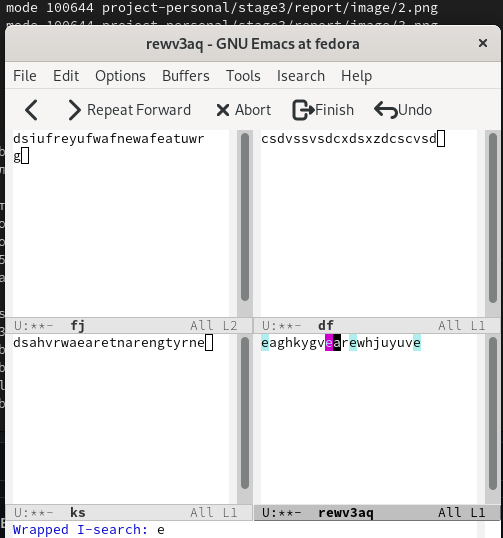 mode 100644 project-personal/stage3/report/image/2.png
mode 100644 project-personal/stage3/report/image/3.png
rewv3aq - GNU Emacs at fedora
File Edit Options Buffers Tools Isearch Help
Repeat Forward Abort Finish Undo
dsiufreyufwafnewafeatuwr
g
U:**- fj All L2
csdvssvsdcxdsxzdcscvsd
U:**- df All L1
dsahvrwaearetnarengtyrne
U:**- ks All L1
eaghkygvearewhjuyuve
U:**- rewv3aq All L1
Wrapped I-search: e